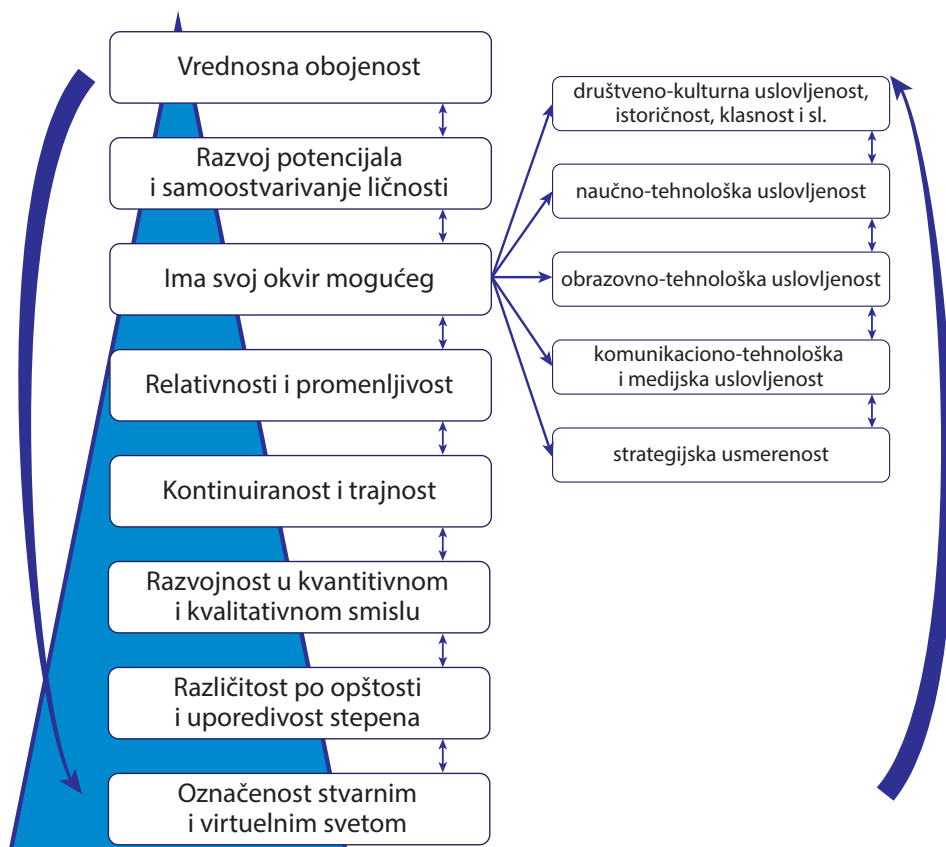 Vrednosna obojenost
Razvoj potencijala
i samoostvarivanje ličnosti
Ima svoj okvir mogućeg
Relativnosti i promenljivost
Kontinuiranost i trajnost
Razvojnost u kvantitivnom
i kvalitativnom smislu
Različitost po opštosti
i uporedivost stepena
Označenost stvarnim
i virtuelnim svetom
društveno-kulturna uslovljenost,
istoričnost, klasnost i sl.
naučno-tehnološka uslovljenost
obrazovno-tehnološka uslovljenost
komunikaciono-tehnološka
i medijska uslovljenost
strategijska usmerenost